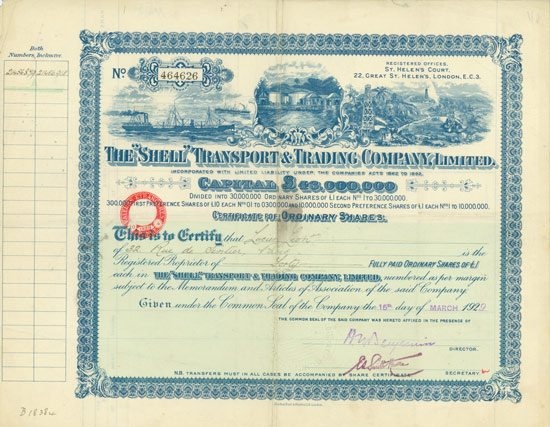 Both
Numbers, Inclusive.
No 464626
REGISTERED OFFICES,
ST. HELEN'S COURT,
22, GREAT ST. HELEN'S, LONDON, E.C.3.
THE "SHELL" TRANSPORT & TRADING COMPANY, LIMITED.
INCORPORATED WITH LIMITED LIABILITY UNDER THE COMPANIES ACTS 1862 TO 1890.
CAPITAL £43,000,000
DIVIDED INTO 30,000,000 ORDINARY SHARES OF £1 EACH Nos 1 TO 30,000,000.
300,000 FIRST PREFERENCE SHARES OF £10 EACH Nos 01 TO 0300,000 AND 10,000,000 SECOND PREFERENCE SHARES OF £1 EACH Nos 1 TO 10,000,000.
CERTIFICATE OF ORDINARY SHARES.
This is to Certify that
of Rue de is the
Registered Proprietor of FULLY PAID ORDINARY SHARES OF £1
each in THE "SHELL" TRANSPORT & TRADING COMPANY, LIMITED, numbered as per margin
subject to the Memorandum and Articles of Association of the said Company.
Given under the Common Seal of the Company the 15th day of MARCH 1929
THE COMMON SEAL OF THE COMPANY WAS HERETO AFFIXED IN THE PRESENCE OF
DIRECTOR.
SECRETARY.
N.B. TRANSFERS MUST IN ALL CASES BE ACCOMPANIED BY SHARE CERTIFICATE.